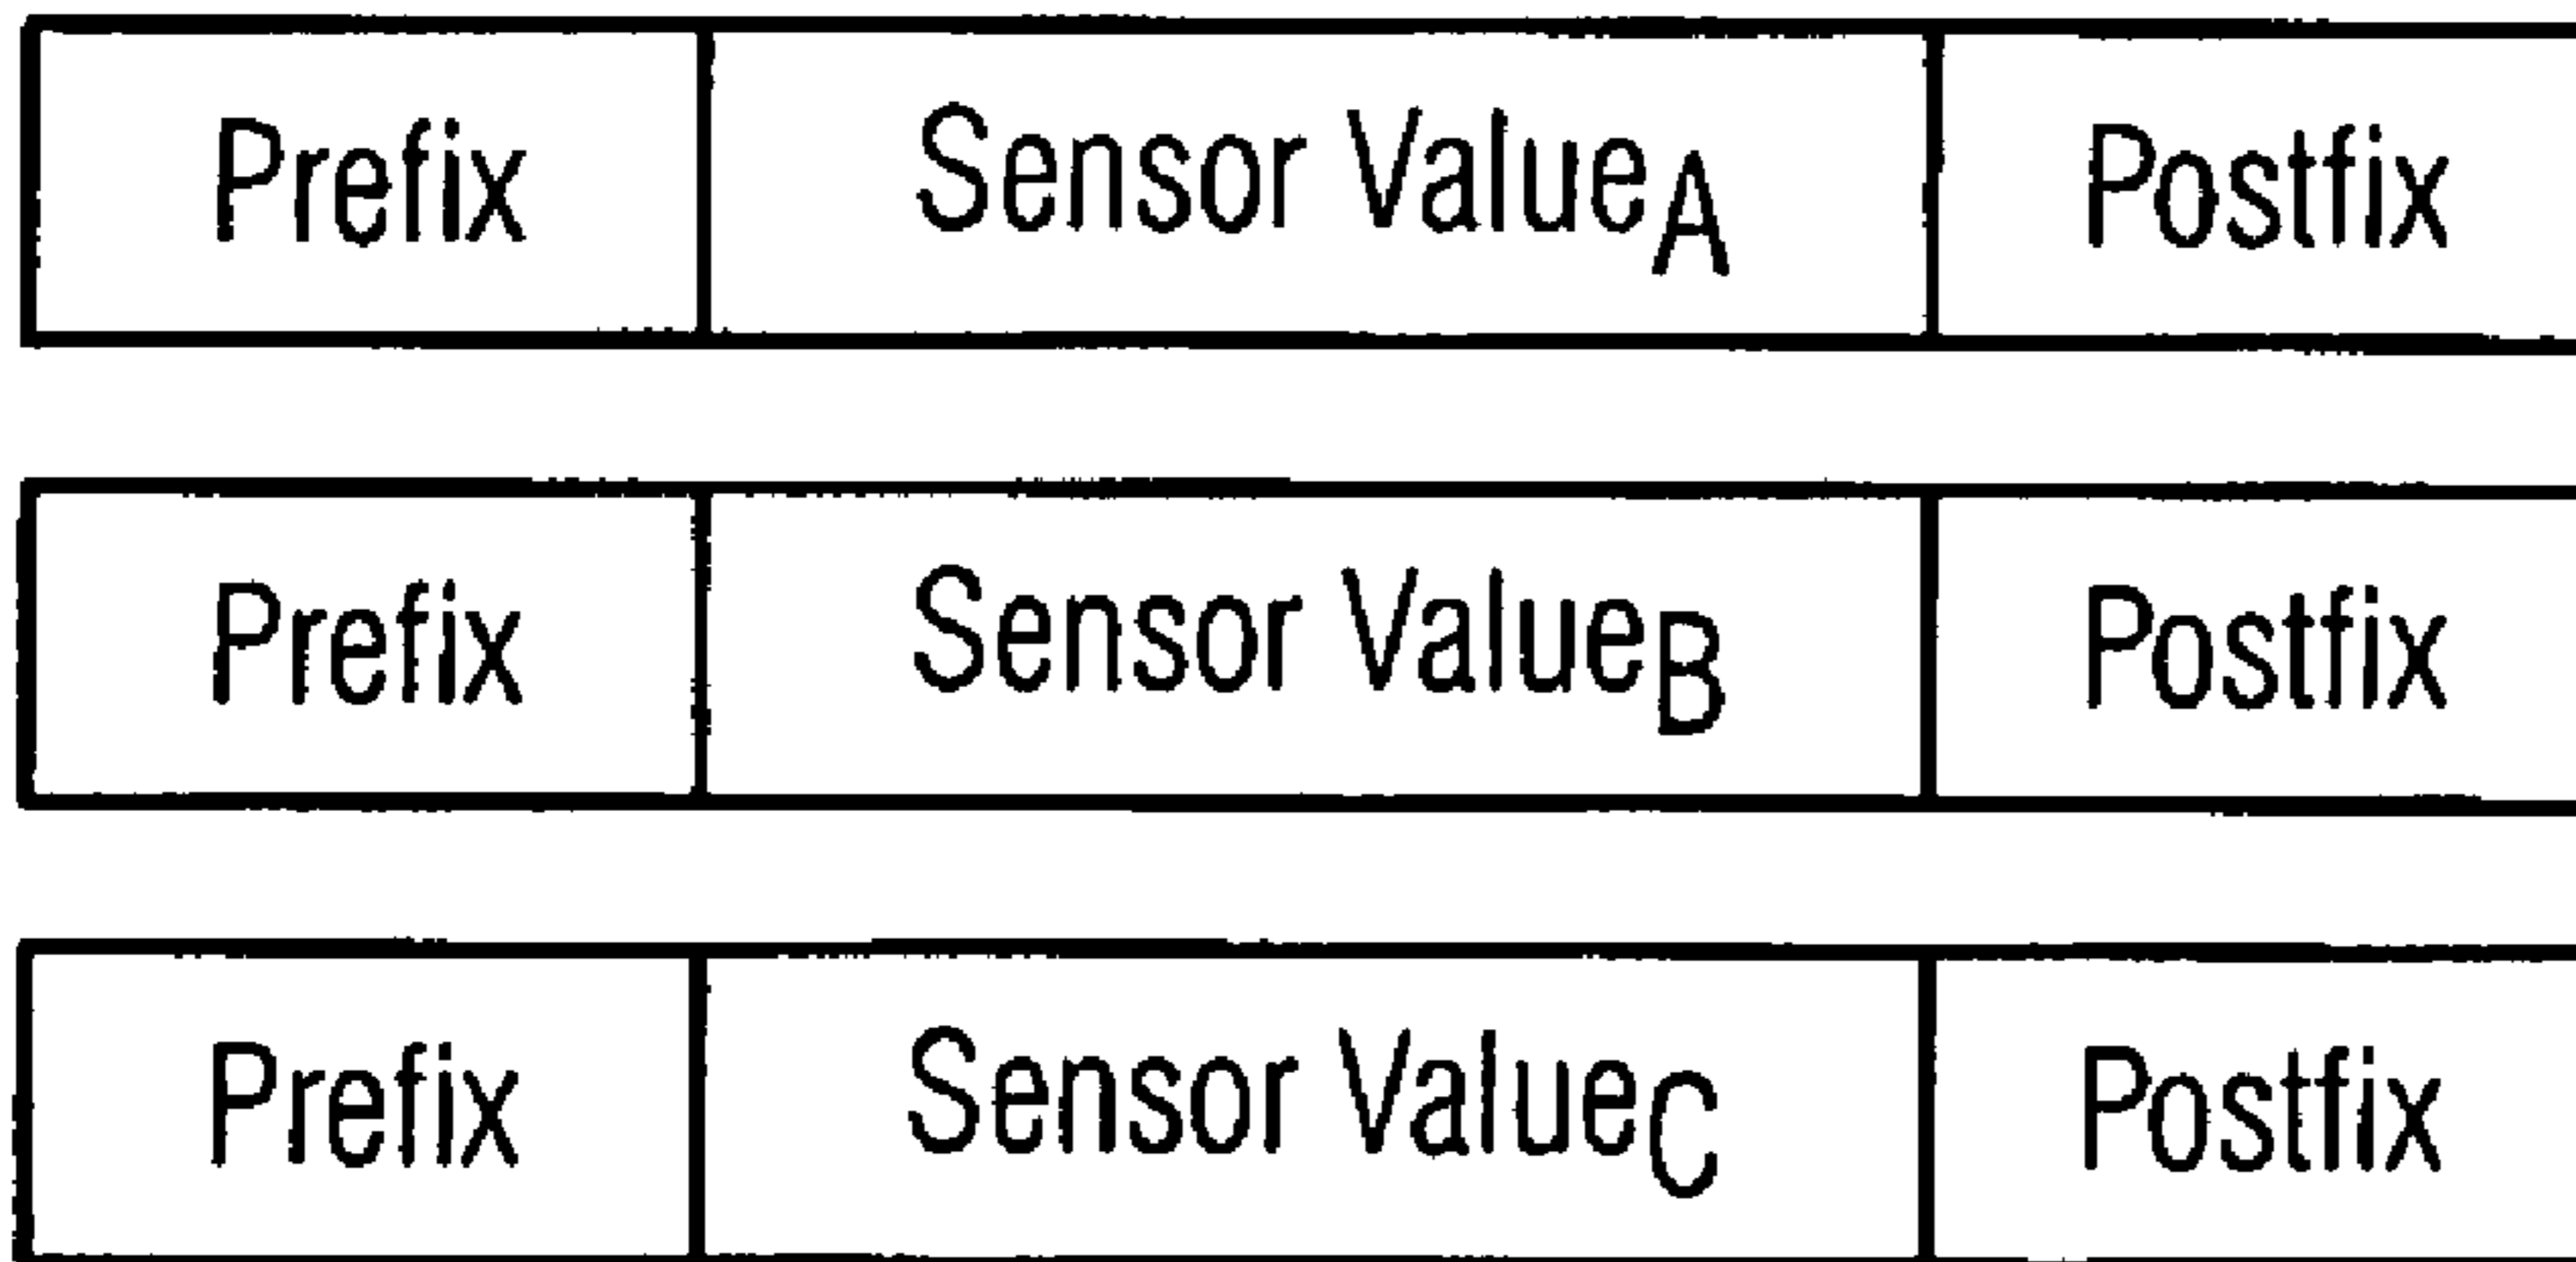 Prefix Sensor ValueA Postfix
Prefix Sensor ValueB Postfix
Prefix Sensor ValueC Postfix